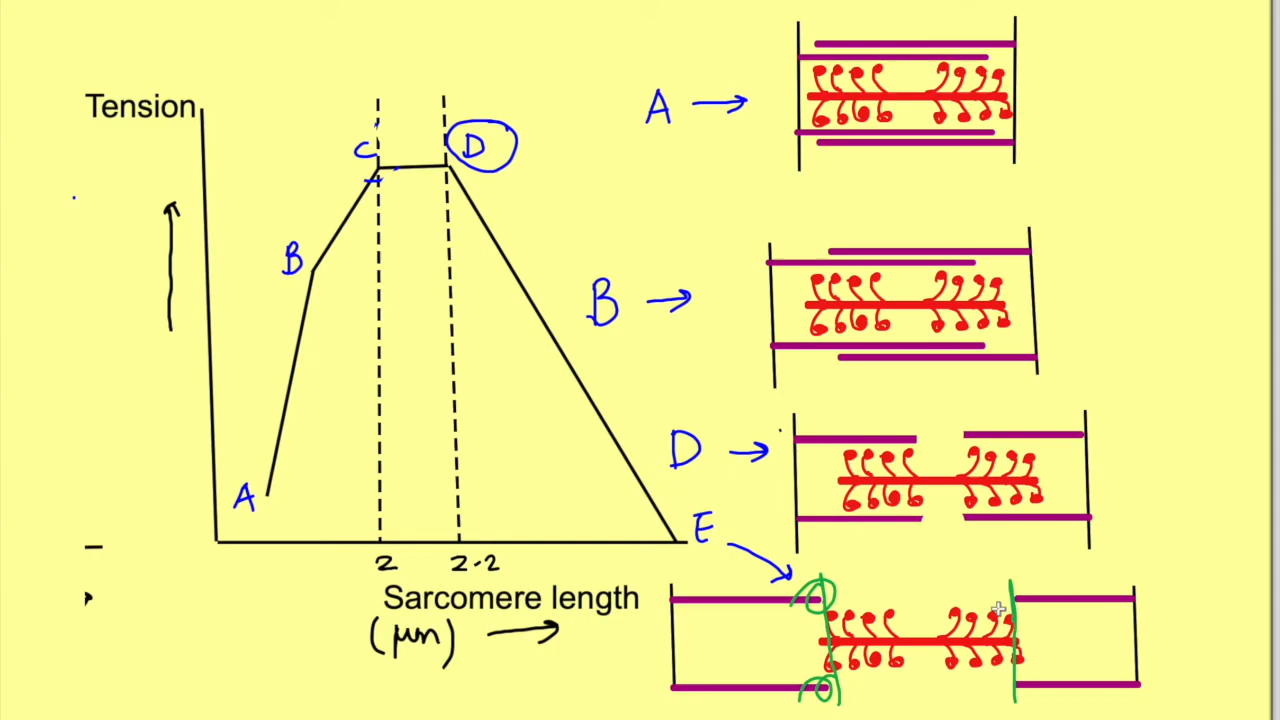 Tension
A →
C
D
B
B →
D →
A
E
2
2.2
Sarcomere length
(μm) →